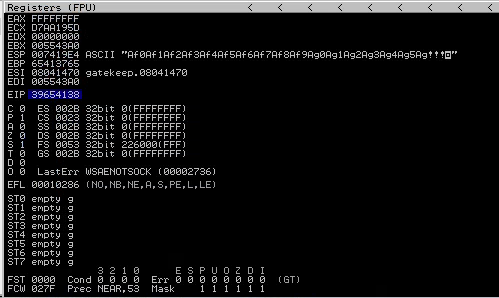 Registers (FPU) < < < < < < < < <
EAX FFFFFFFF
ECX D7AA195D
EDX 00000000
EBX 005543A0
ESP 007419E4 ASCII "Af0Af1Af2Af3Af4Af5Af6Af7Af8Af9Ag0Ag1Ag2Ag3Ag4Ag5Ag!!!"
EBP 65413765
ESI 08041470 gatekeep.08041470
EDI 005543A0
EIP 39654138
C 0 ES 002B 32bit 0(FFFFFFFF)
P 1 CS 0023 32bit 0(FFFFFFFF)
A 0 SS 002B 32bit 0(FFFFFFFF)
Z 0 DS 002B 32bit 0(FFFFFFFF)
S 1 FS 0053 32bit 226000(FFF)
T 0 GS 002B 32bit 0(FFFFFFFF)
D 0
O 0 LastErr WSAENOTSOCK (00002736)
EFL 00010286 (NO,NB,NE,A,S,PE,L,LE)
ST0 empty g
ST1 empty g
ST2 empty g
ST3 empty g
ST4 empty g
ST5 empty g
ST6 empty g
ST7 empty g
3 2 1 0 E S P U O Z D I
FST 0000 Cond 0 0 0 0 Err 0 0 0 0 0 0 0 0 (GT)
FCW 027F Prec NEAR,53 Mask 1 1 1 1 1 1